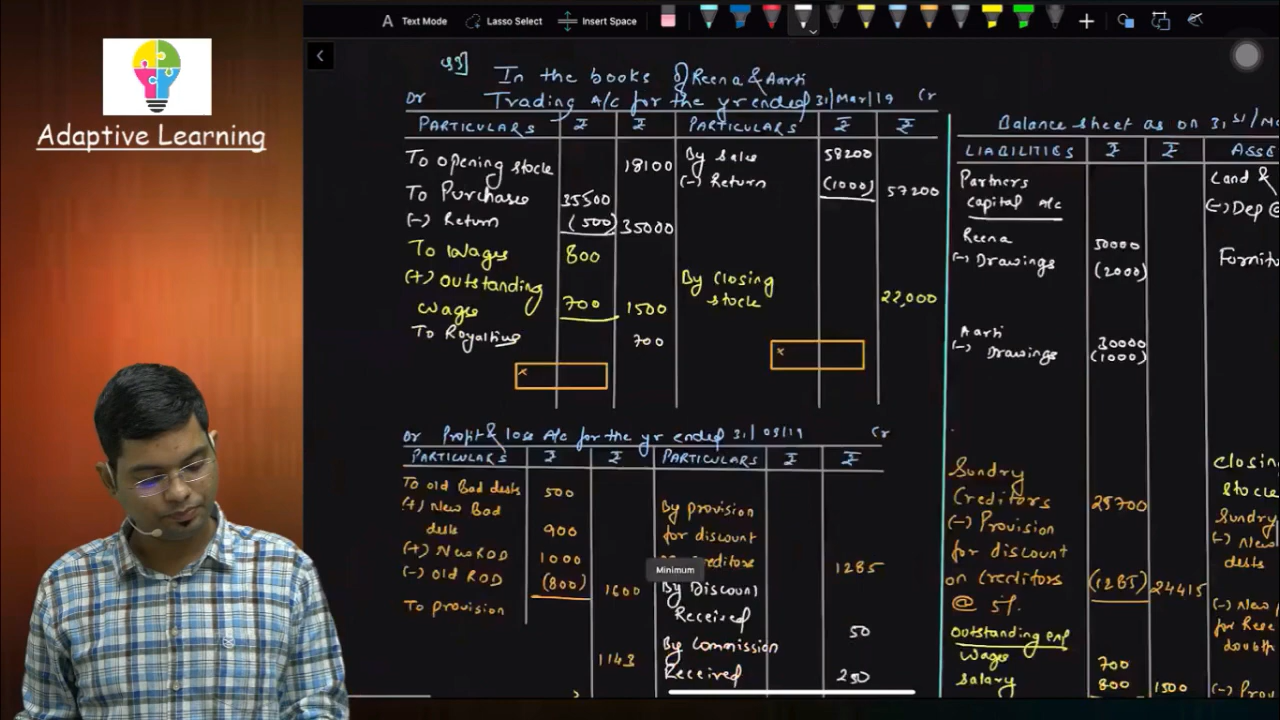 Text Mode
Lasso Select
Insert Space
Adaptive Learning
Q3]
In the books of Reena & Aarti
Dr Trading A/c for the yr ended 31/Mar/19 Cr
PARTICULARS ₹ ₹ PARTICULARS ₹ ₹
To opening stock 18100 By sale 58200
(-) Return (1000) 57200
To Purchases 35500
(-) Return (500) 35000
To Wages 800
(+) Outstanding wages 700 1500
By closing stock 22,000
To Royalties 700
x
x
Dr Profit & loss A/c for the yr ended 31/03/19 Cr
PARTICULARS ₹ ₹ PARTICULARS ₹ ₹
To old Bad debts 500
(+) New Bad debts 900
(+) New RDD 1000
(-) old RDD (800) 1600
To provision
1143
By provision for discount
1285
Minimum
By Discount Received 50
By Commission Received 250
Balance sheet as on 31st/Ma
LIABILITIES ₹ ₹ ASSE
Partners capital A/c
Reena 50000
(-) Drawings (2000)
Aarti 30000
(-) Drawings (1000)
Sundry Creditors 25700
(-) Provision for discount on Creditors @ 5% (1285) 24415
Outstanding exp
Wages 700
Salary 800 1500
Land &
(-) Dep @
Furnitu
Closing Stock
Sundry
(-) New
debts
(-) New
for Rese
doubth
(-) Prov